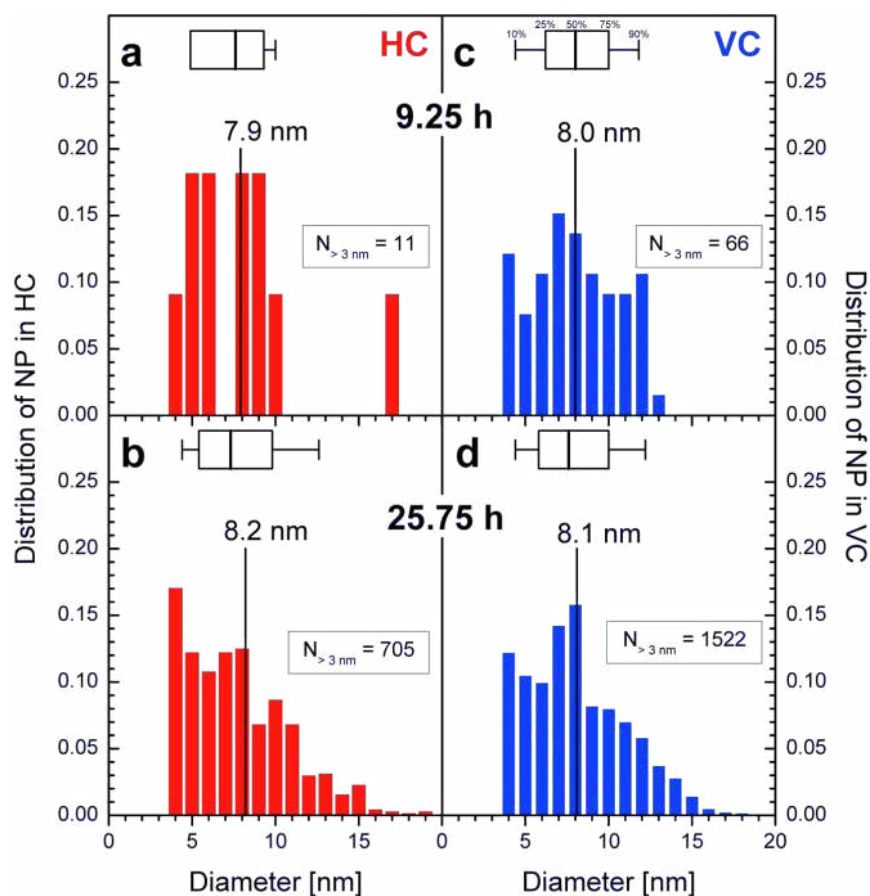 a
HC
c
VC
10%
25%
50%
75%
90%
9.25 h
7.9 nm
8.0 nm
N > 3 nm = 11
N > 3 nm = 66
0.25
0.20
0.15
0.10
0.05
0.00
0.25
0.20
0.15
0.10
0.05
0.00
b
d
25.75 h
8.2 nm
8.1 nm
N > 3 nm = 705
N > 3 nm = 1522
0.25
0.20
0.15
0.10
0.05
0.00
0.25
0.20
0.15
0.10
0.05
0.00
0
5
10
15
0
5
10
15
20
Diameter [nm]
Diameter [nm]
Distribution of NP in HC
Distribution of NP in VC